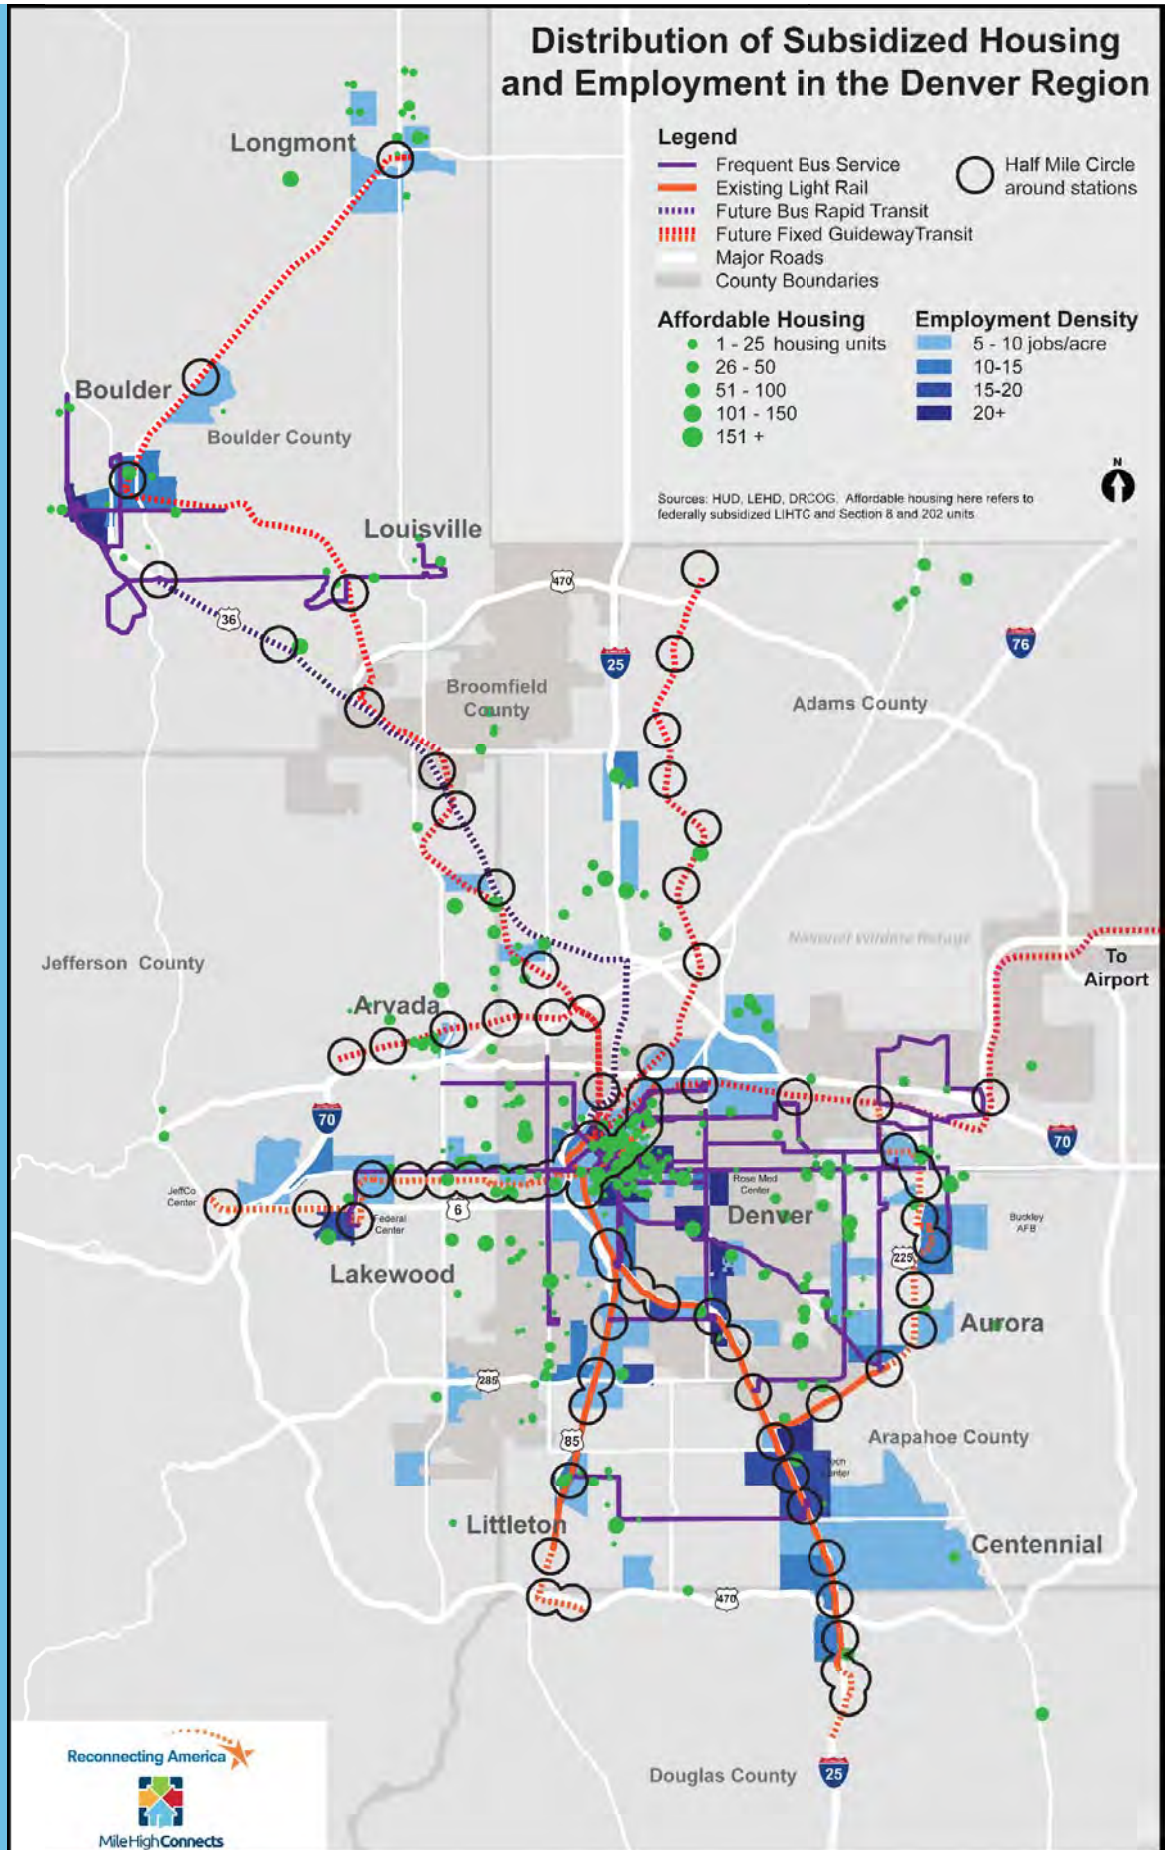 Distribution of Subsidized Housing
and Employment in the Denver Region
Legend
Frequent Bus Service
Existing Light Rail
Future Bus Rapid Transit
Future Fixed GuidewayTransit
Major Roads
County Boundaries
Half Mile Circle
around stations
Affordable Housing
1 - 25 housing units
26 - 50
51 - 100
101 - 150
151 +
Employment Density
5 - 10 jobs/acre
10-15
15-20
20+
N
Sources: HUD, LEHD, DRCOG. Affordable housing here refers to
federally subsidized LIHTC and Section 8 and 202 units
Longmont
Boulder
Boulder County
Louisville
470
36
25
76
Broomfield
County
Adams County
National Wildlife Refuge
Jefferson County
To
Airport
Arvada
70
70
JeffCo
Center
6
Federal
Center
Rose Med
Center
Denver
Buckley
AFB
225
Lakewood
Aurora
285
85
Arapahoe County
Tech
Center
Littleton
Centennial
470
Douglas County
25
Reconnecting America
MileHighConnects